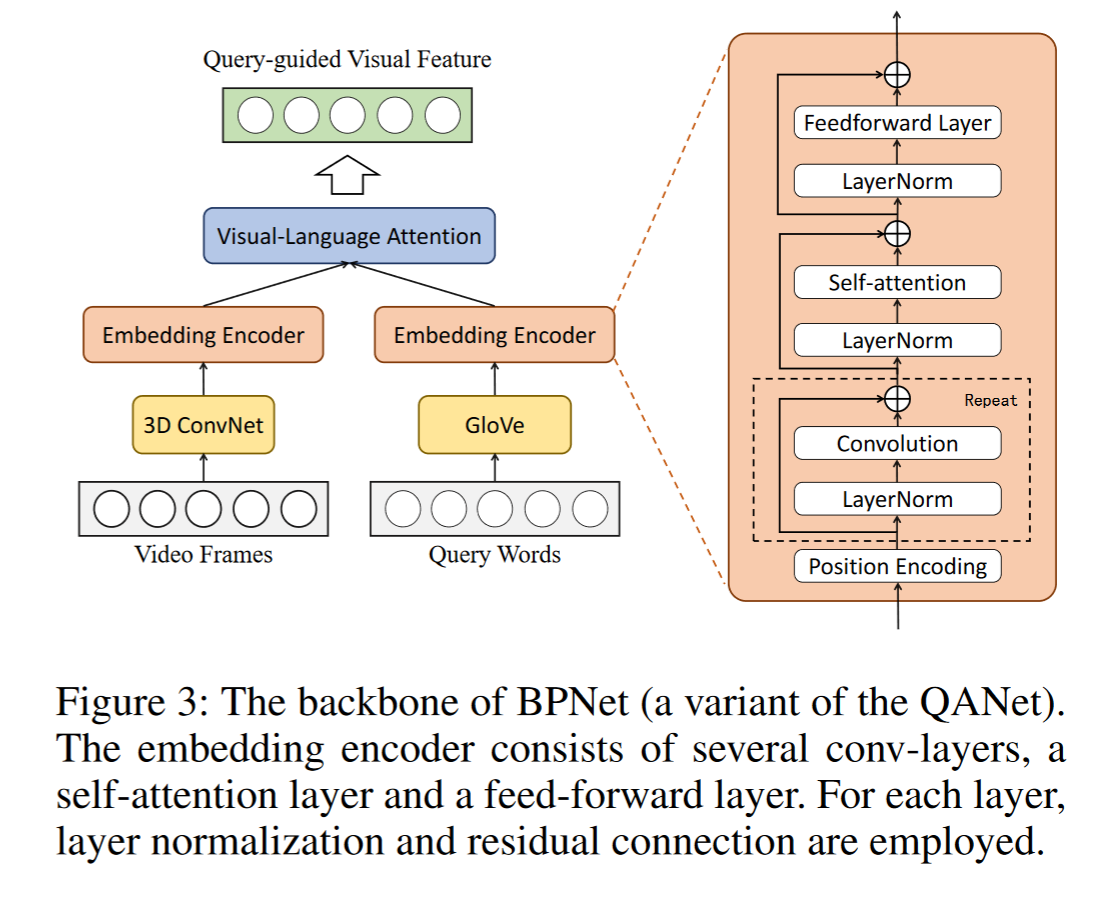 Query-guided Visual Feature
Visual-Language Attention
Embedding Encoder
Embedding Encoder
3D ConvNet
GloVe
Video Frames
Query Words
Feedforward Layer
LayerNorm
Self-attention
LayerNorm
Repeat
Convolution
LayerNorm
Position Encoding
Figure 3: The backbone of BPNet (a variant of the QANet).
The embedding encoder consists of several conv-layers, a
self-attention layer and a feed-forward layer. For each layer,
layer normalization and residual connection are employed.